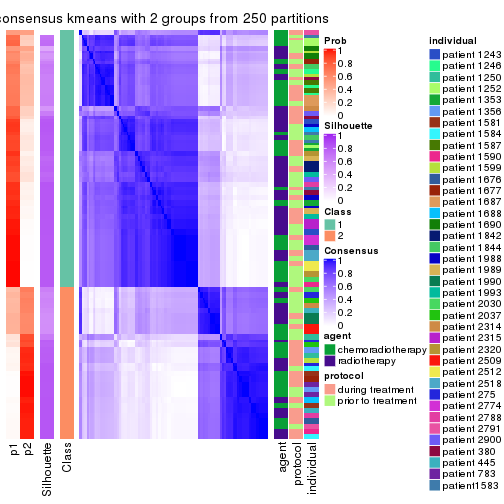 consensus kmeans with 2 groups from 250 partitions
Prob
1
0.8
0.6
0.4
0.2
0
Silhouette
1
0.8
0.6
0.4
0.2
0
Class
1
2
Consensus
1
0.8
0.6
0.4
0.2
0
agent
chemoradiotherapy
radiotherapy
protocol
during treatment
prior to treatment
individual
patient 1243
patient 1246
patient 1250
patient 1252
patient 1353
patient 1356
patient 1581
patient 1584
patient 1587
patient 1590
patient 1599
patient 1676
patient 1677
patient 1687
patient 1688
patient 1690
patient 1842
patient 1844
patient 1988
patient 1989
patient 1990
patient 1993
patient 2030
patient 2037
patient 2314
patient 2315
patient 2320
patient 2509
patient 2512
patient 2518
patient 275
patient 2774
patient 2788
patient 2791
patient 2900
patient 380
patient 445
patient 783
patient1583
p1
p2
Silhouette
Class
agent
protocol
individual